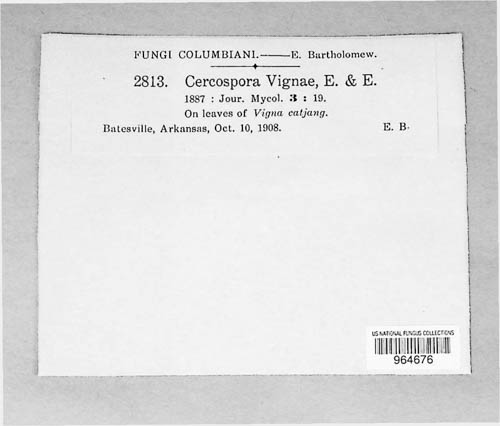 FUNGI COLUMBIANI.——E. Bartholomew.
2813. Cercospora Vignae, E. & E.
1887 : Jour. Mycol. 3 : 19.
On leaves of Vigna catjang.
Batesville, Arkansas, Oct. 10, 1908. E. B.
US NATIONAL FUNGUS COLLECTIONS
964676